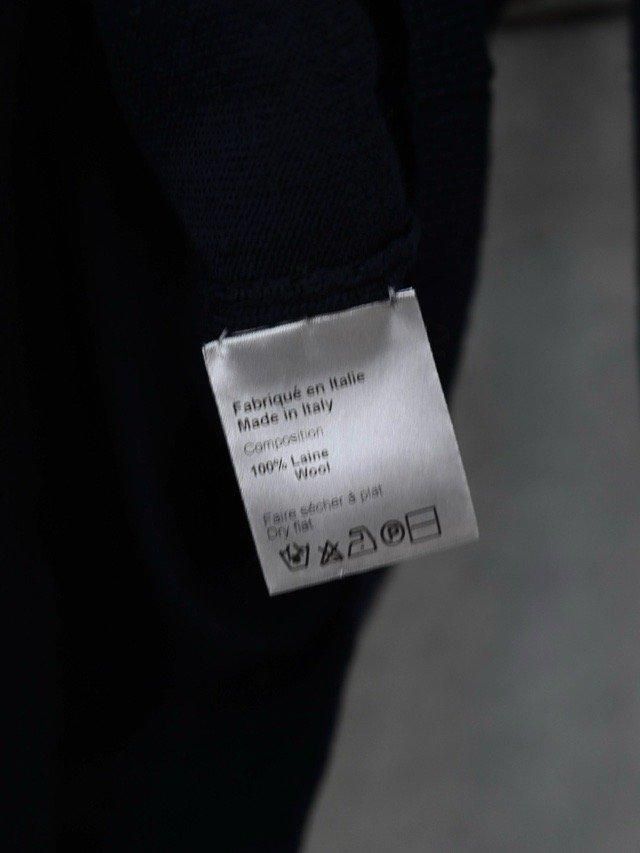 Fabriqué en Italie
Made in Italy
Composition
100% Laine
Wool
Faire sécher à plat
Dry flat
P